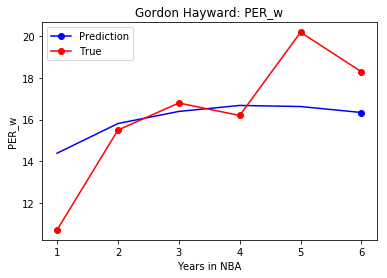 Gordon Hayward: PER_w
Prediction
True
PER_w
20
18
16
14
12
1 2 3 4 5 6
Years in NBA